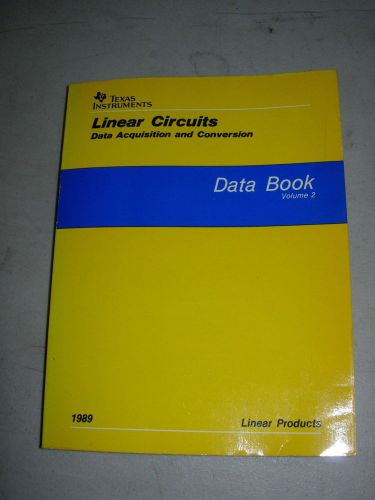 TEXAS
INSTRUMENTS
Linear Circuits
Data Acquisition and Conversion
Data Book
Volume 2
1989
Linear Products